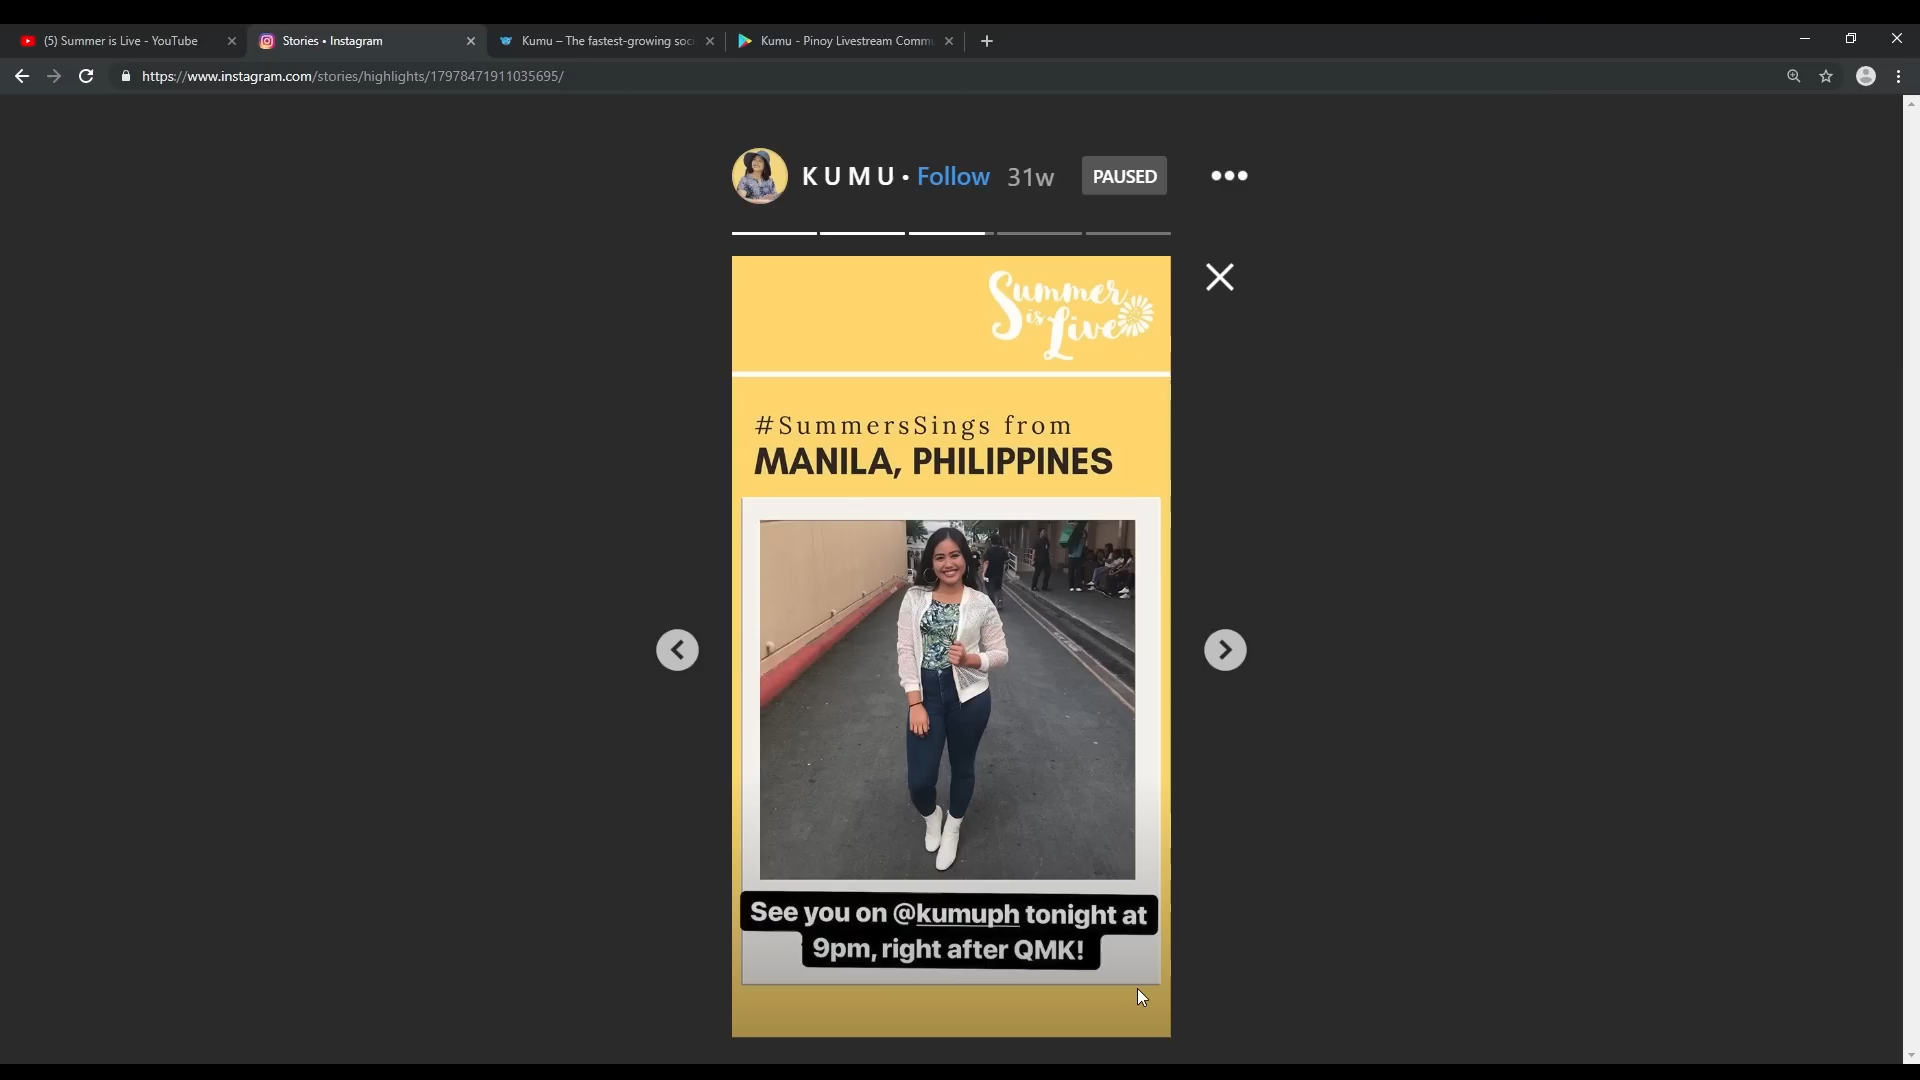 (5) Summer is Live - YouTube
Stories • Instagram
Kumu – The fastest-growing soci
Kumu - Pinoy Livestream Commu
https://www.instagram.com/stories/highlights/17978471911035695/
K U M U • Follow 31w PAUSED
Summer
is Live
#SummersSings from
MANILA, PHILIPPINES
See you on @kumuph tonight at
9pm, right after QMK!